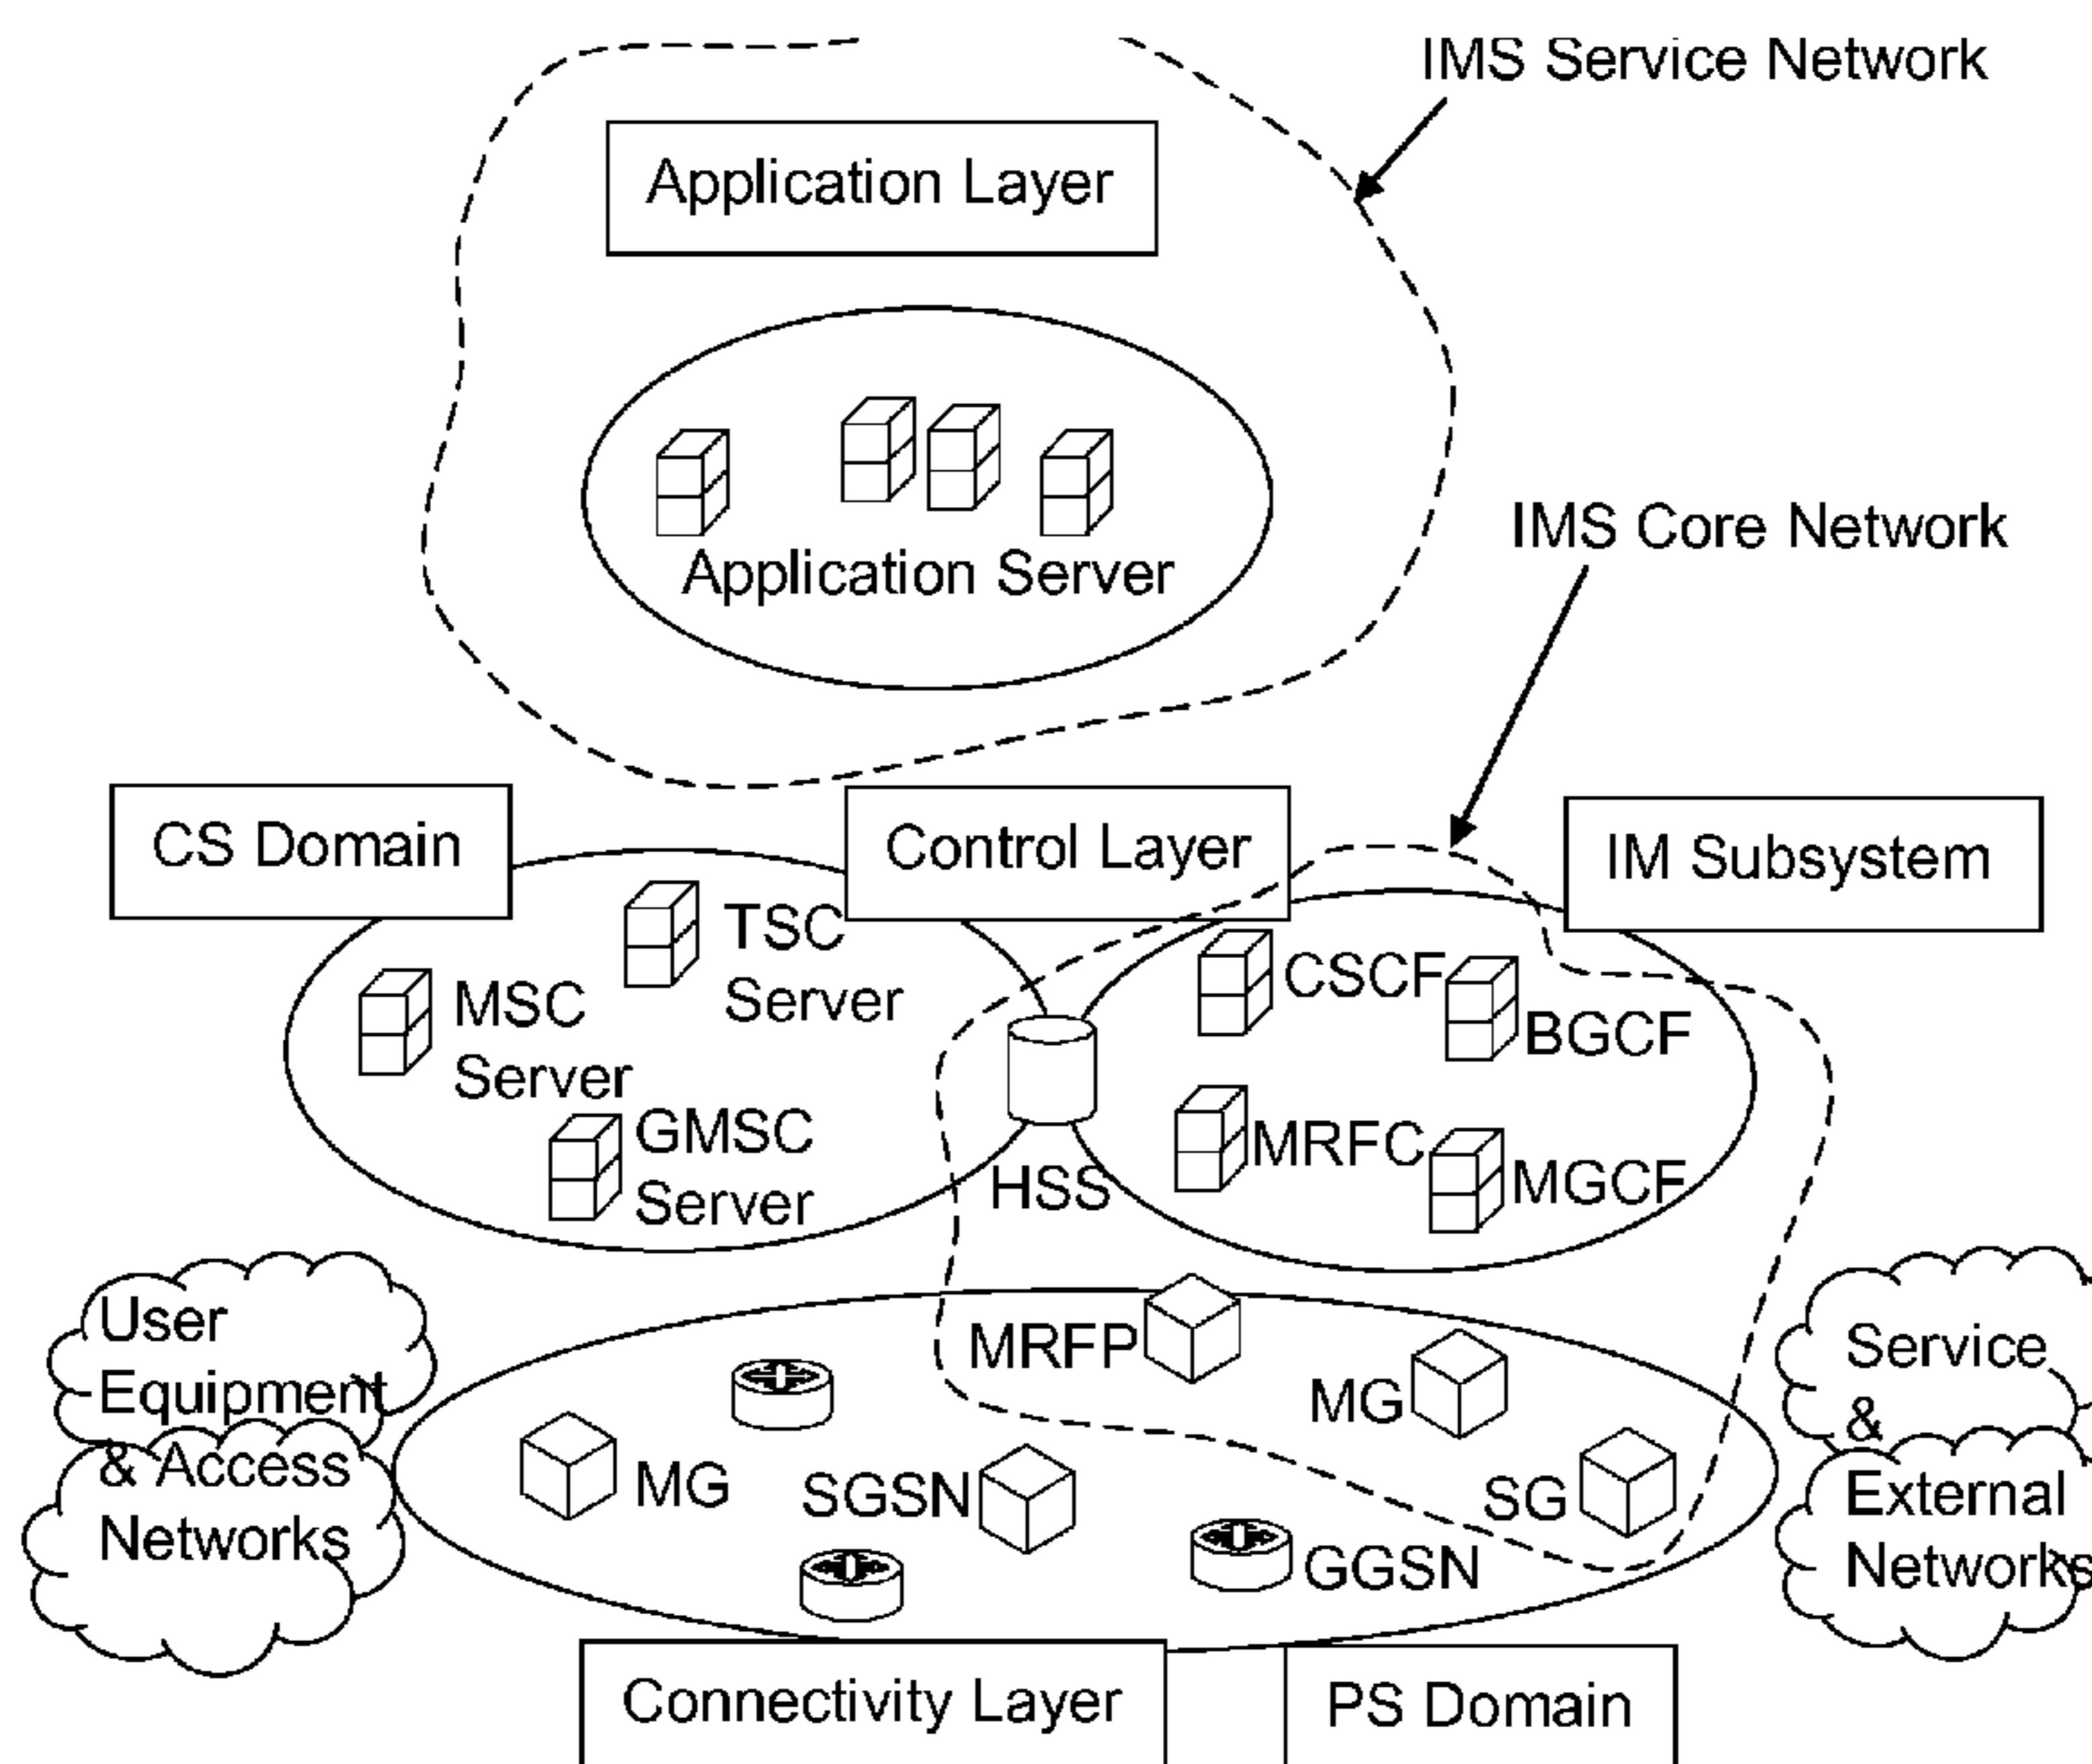 IMS Service Network
Application Layer
IMS Core Network
Application Server
CS Domain
Control Layer
IM Subsystem
TSC
Server
MSC
Server
GMSC
Server
HSS
CSCF
BGCF
MRFC
MGCF
User
Equipment
& Access
Networks
MRFP
MG
MG
SGSN
SG
GGSN
Service
&
External
Networks
Connectivity Layer
PS Domain